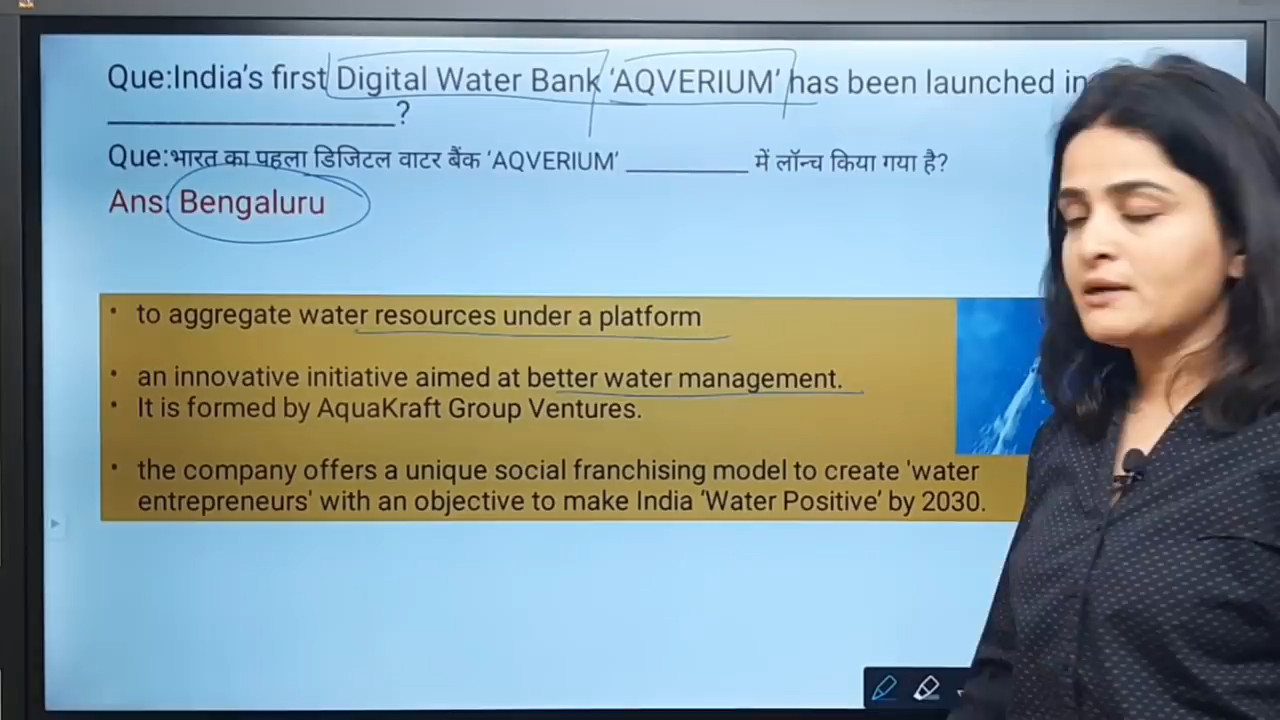 Que:India's first Digital Water Bank 'AQVERIUM' has been launched in
________________?
Que:भारत का पहला डिजिटल वाटर बैंक 'AQVERIUM' ________ में लॉन्च किया गया है?
Ans: Bengaluru
• to aggregate water resources under a platform
• an innovative initiative aimed at better water management.
• It is formed by AquaKraft Group Ventures.
• the company offers a unique social franchising model to create 'water
entrepreneurs' with an objective to make India 'Water Positive' by 2030.